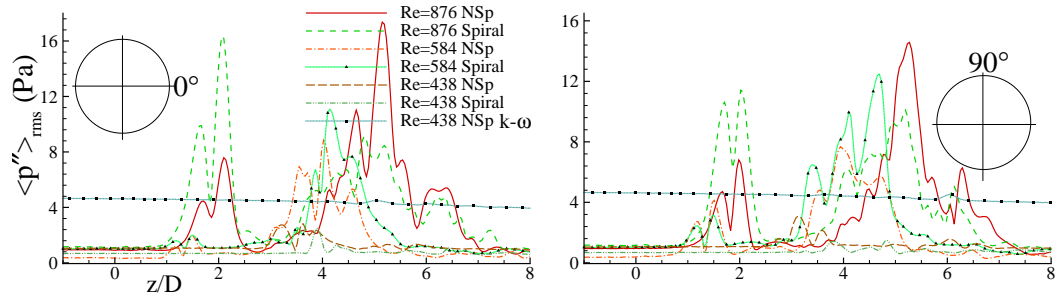 <p″>rms (Pa)
16
12
8
4
0
0 2 4 6 8
z/D
0°
Re=876 NSp
Re=876 Spiral
Re=584 NSp
Re=584 Spiral
Re=438 NSp
Re=438 Spiral
Re=438 NSp k-ω
16
12
8
4
0
0 2 4 6 8
z/D
90°